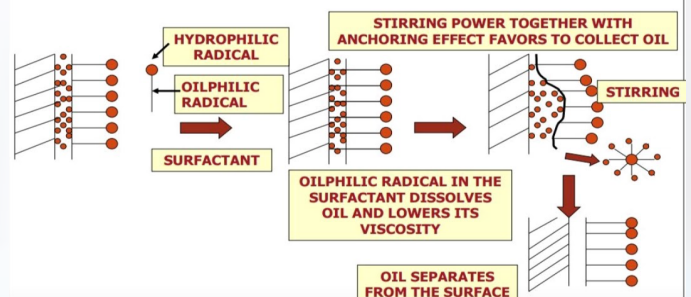 HYDROPHILIC
RADICAL
OILPHILIC
RADICAL
SURFACTANT
OILPHILIC RADICAL IN THE
SURFACTANT DISSOLVES
OIL AND LOWERS ITS
VISCOSITY
STIRRING POWER TOGETHER WITH
ANCHORING EFFECT FAVORS TO COLLECT OIL
STIRRING
OIL SEPARATES
FROM THE SURFACE